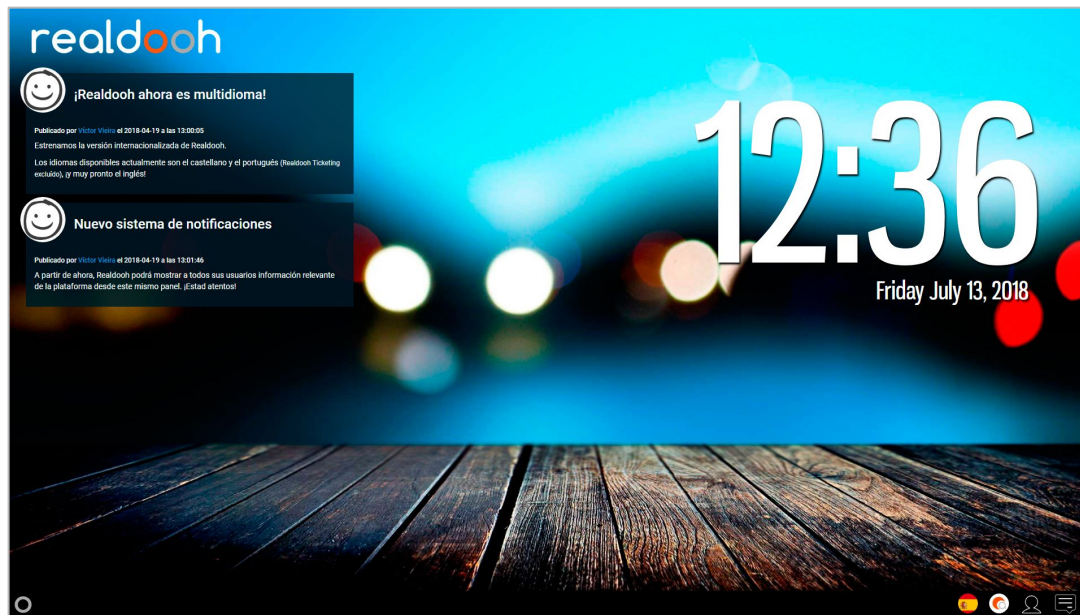 realdooh
¡Realdooh ahora es multidioma!
Publicado por Víctor Vieira el 2018-04-19 a las 13:00:05
Estrenamos la versión internacionalizada de Realdooh.
Los idiomas disponibles actualmente son el castellano y el portugués (Realdooh Ticketing
excluído), ¡y muy pronto el inglés!
Nuevo sistema de notificaciones
Publicado por Víctor Vieira el 2018-04-19 a las 13:01:46
A partir de ahora, Realdooh podrá mostrar a todos sus usuarios información relevante
de la plataforma desde este mismo panel. ¡Estad atentos!
12:36
Friday July 13, 2018